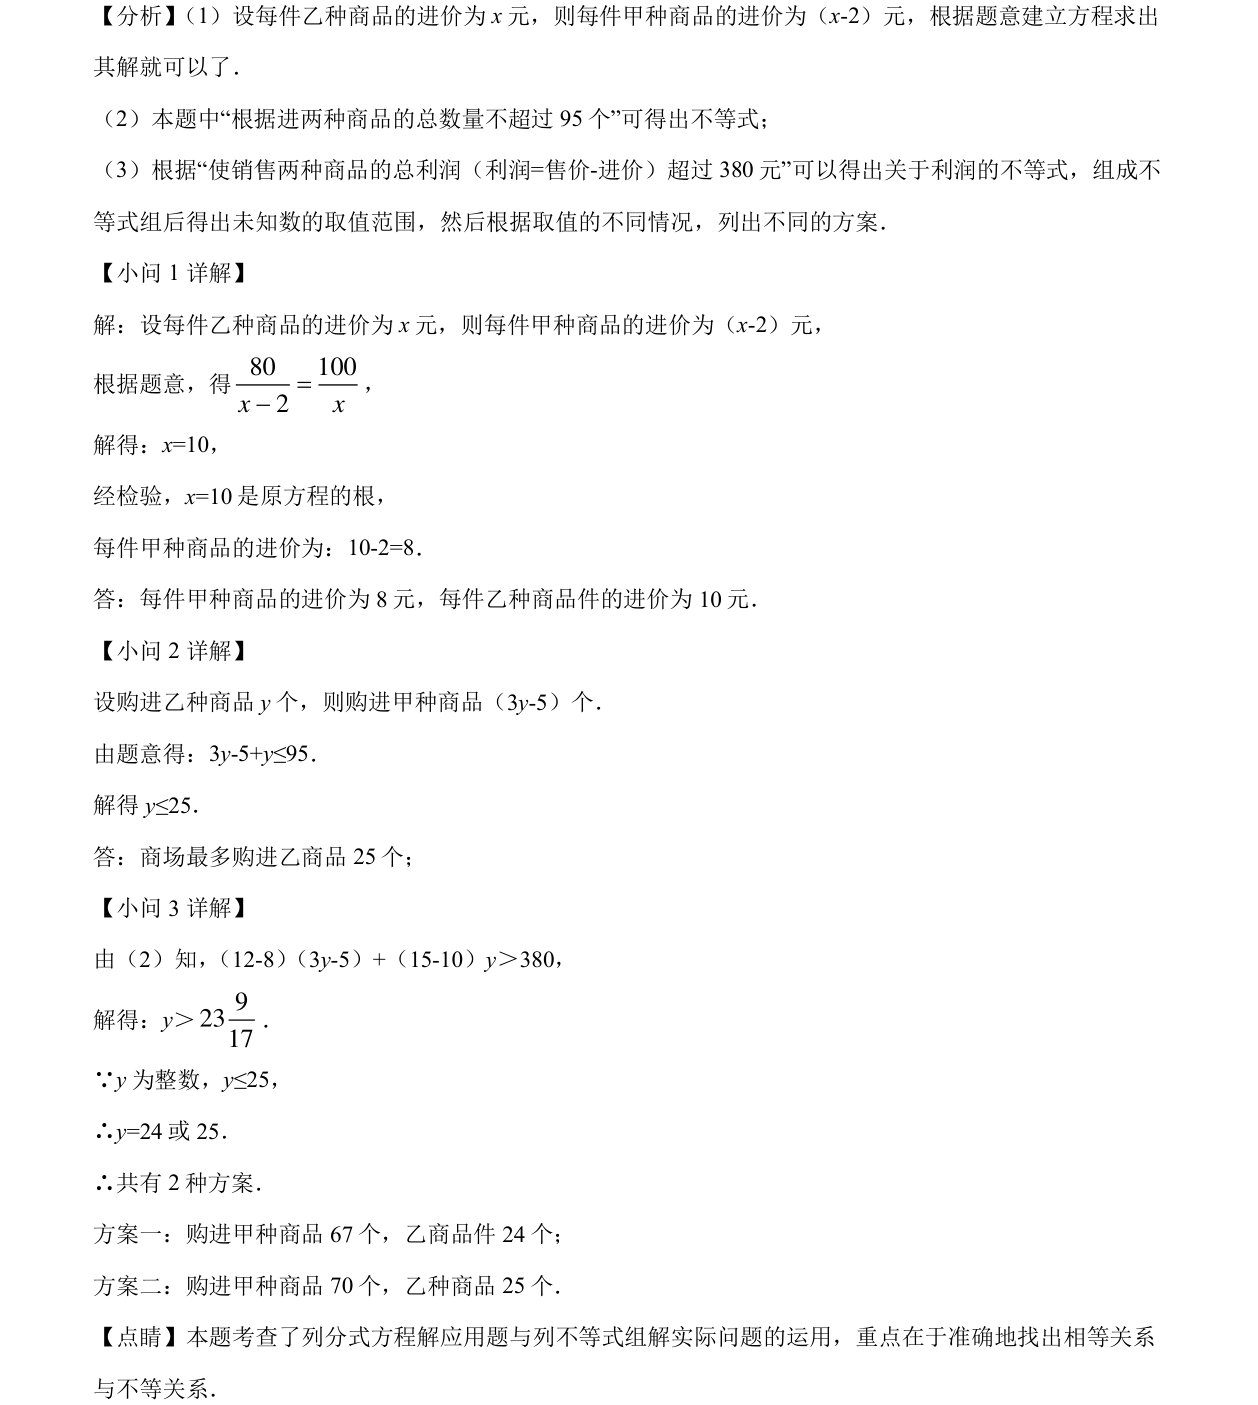 【分析】（1）设每件乙种商品的进价为 x 元，则每件甲种商品的进价为（x-2）元，根据题意建立方程求出
其解就可以了．
（2）本题中“根据进两种商品的总数量不超过 95 个”可得出不等式；
（3）根据“使销售两种商品的总利润（利润=售价-进价）超过 380 元”可以得出关于利润的不等式，组成不
等式组后得出未知数的取值范围，然后根据取值的不同情况，列出不同的方案．
【小问 1 详解】
解：设每件乙种商品的进价为 x 元，则每件甲种商品的进价为（x-2）元，
根据题意，得 80/(x−2) = 100/x，
解得：x=10，
经检验，x=10 是原方程的根，
每件甲种商品的进价为：10-2=8．
答：每件甲种商品的进价为 8 元，每件乙种商品件的进价为 10 元．
【小问 2 详解】
设购进乙种商品 y 个，则购进甲种商品（3y-5）个．
由题意得：3y-5+y≤95．
解得 y≤25．
答：商场最多购进乙商品 25 个；
【小问 3 详解】
由（2）知，（12-8）（3y-5）+（15-10）y＞380，
解得：y＞23 9/17．
∵y 为整数，y≤25，
∴y=24 或 25．
∴共有 2 种方案．
方案一：购进甲种商品 67 个，乙商品件 24 个；
方案二：购进甲种商品 70 个，乙种商品 25 个．
【点睛】本题考查了列分式方程解应用题与列不等式组解实际问题的运用，重点在于准确地找出相等关系
与不等关系．